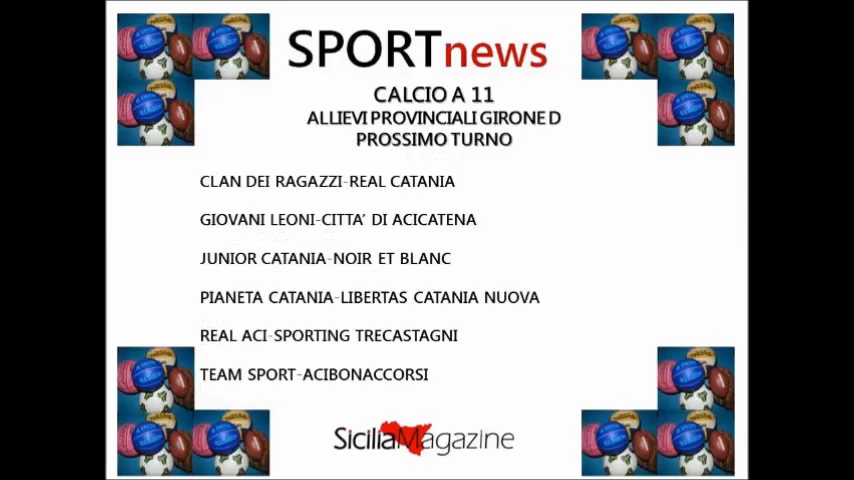 SPORTnews
CALCIO A 11
ALLIEVI PROVINCIALI GIRONE D
PROSSIMO TURNO
CLAN DEI RAGAZZI-REAL CATANIA
GIOVANI LEONI-CITTA' DI ACICATENA
JUNIOR CATANIA-NOIR ET BLANC
PIANETA CATANIA-LIBERTAS CATANIA NUOVA
REAL ACI-SPORTING TRECASTAGNI
TEAM SPORT-ACIBONACCORSI
SiciliaMagazine